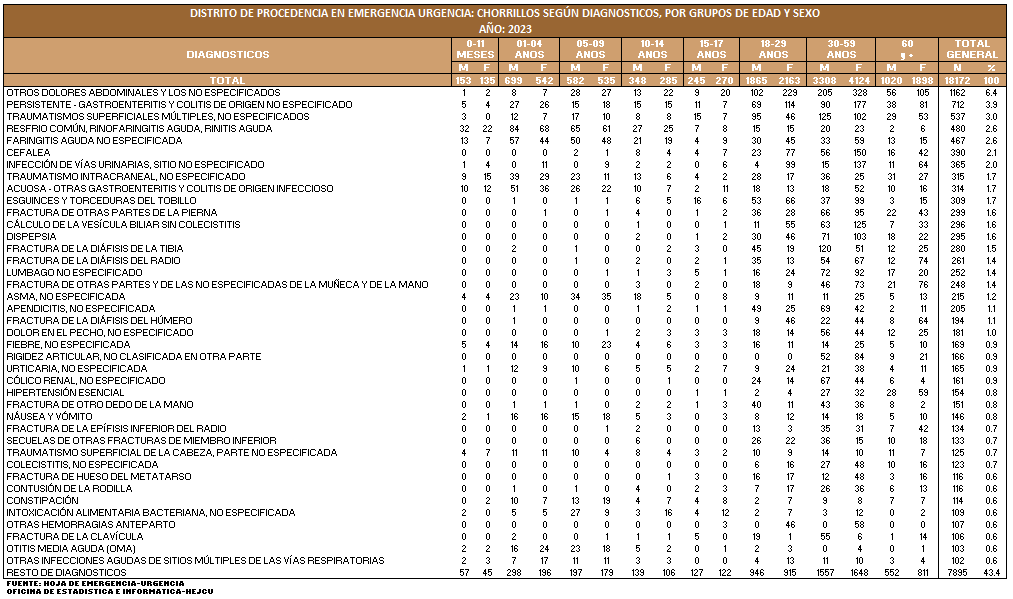 DISTRITO DE PROCEDENCIA EN EMERGENCIA URGENCIA: CHORRILLOS SEGÚN DIAGNOSTICOS, POR GRUPOS DE EDAD Y SEXO
AÑO: 2023
DIAGNOSTICOS 0-11 MESES 01-04 ANOS 05-09 ANOS 10-14 ANOS 15-17 ANOS 18-29 ANOS 30-59 ANOS 60 g + TOTAL GENERAL
M F M F M F M F M F M F M F M F N %
TOTAL 153 135 699 542 582 535 348 285 245 270 1865 2163 3308 4124 1020 1898 18172 100
OTROS DOLORES ABDOMINALES Y LOS NO ESPECIFICADOS 1 2 8 7 28 27 13 22 9 20 102 229 205 328 56 105 1162 6.4
PERSISTENTE - GASTROENTERITIS Y COLITIS DE ORIGEN NO ESPECIFICADO 5 4 27 26 15 18 15 15 11 7 69 114 90 177 38 81 712 3.9
TRAUMATISMOS SUPERFICIALES MÚLTIPLES, NO ESPECIFICADOS 3 0 12 7 17 10 8 8 15 7 95 46 125 102 29 53 537 3.0
RESFRIO COMÚN, RINOFARINGITIS AGUDA, RINITIS AGUDA 32 22 84 68 65 61 27 25 7 8 15 15 20 23 2 6 480 2.6
FARINGITIS AGUDA NO ESPECIFICADA 13 7 57 44 50 48 21 19 4 9 30 45 33 59 13 15 467 2.6
CEFALEA 0 0 0 0 2 1 8 4 4 7 23 77 56 150 16 42 390 2.1
INFECCIÓN DE VÍAS URINARIAS, SITIO NO ESPECIFICADO 1 4 0 11 0 9 2 2 0 6 4 99 15 137 11 64 365 2.0
TRAUMATISMO INTRACRANEAL, NO ESPECIFICADO 9 15 39 29 23 11 13 6 4 2 28 17 36 25 31 27 315 1.7
ACUOSA - OTRAS GASTROENTERITIS Y COLITIS DE ORIGEN INFECCIOSO 10 12 51 36 26 22 10 7 2 11 18 13 18 52 10 16 314 1.7
ESGUINCES Y TORCEDURAS DEL TOBILLO 0 0 1 0 1 1 6 5 16 6 53 66 37 99 3 15 309 1.7
FRACTURA DE OTRAS PARTES DE LA PIERNA 0 0 0 1 0 1 4 0 1 2 36 28 66 95 22 43 299 1.6
CÁLCULO DE LA VESÍCULA BILIAR SIN COLECISTITIS 0 0 0 0 0 0 1 0 0 1 11 55 63 125 7 33 296 1.6
DISPEPSIA 0 0 0 0 0 0 2 0 1 2 30 46 71 103 18 22 295 1.6
FRACTURA DE LA DIÁFISIS DE LA TIBIA 0 0 2 0 1 0 0 2 3 0 45 19 120 51 12 25 280 1.5
FRACTURA DE LA DIÁFISIS DEL RADIO 0 0 0 0 1 0 2 0 2 1 35 13 54 67 12 74 261 1.4
LUMBAGO NO ESPECIFICADO 0 0 0 0 0 1 1 3 5 1 16 24 72 92 17 20 252 1.4
FRACTURA DE OTRAS PARTES Y DE LAS NO ESPECIFICADAS DE LA MUÑECA Y DE LA MANO 0 0 0 0 0 0 3 0 2 0 18 9 46 73 21 76 248 1.4
ASMA, NO ESPECIFICADA 4 4 23 10 34 35 18 5 0 8 9 11 11 25 5 13 215 1.2
APENDICITIS, NO ESPECIFICADA 0 0 1 1 0 0 1 2 1 1 49 25 69 42 2 11 205 1.1
FRACTURA DE LA DIÁFISIS DEL HÚMERO 0 0 1 0 0 0 0 0 0 0 9 46 22 44 8 64 194 1.1
DOLOR EN EL PECHO, NO ESPECIFICADO 0 0 0 0 0 1 2 3 3 3 18 14 56 44 12 25 181 1.0
FIEBRE, NO ESPECIFICADA 5 4 14 16 10 23 4 6 3 3 16 11 14 25 5 10 169 0.9
RIGIDEZ ARTICULAR, NO CLASIFICADA EN OTRA PARTE 0 0 0 0 0 0 0 0 0 0 0 0 52 84 9 21 166 0.9
URTICARIA, NO ESPECIFICADA 1 1 12 9 10 6 5 5 2 7 9 24 21 38 4 11 165 0.9
CÓLICO RENAL, NO ESPECIFICADO 0 0 0 0 1 0 0 1 0 0 24 14 67 44 6 4 161 0.9
HIPERTENSIÓN ESENCIAL 0 0 0 0 0 0 0 0 1 1 2 4 27 32 28 59 154 0.8
FRACTURA DE OTRO DEDO DE LA MANO 0 0 1 1 1 0 2 2 1 3 40 11 43 36 8 2 151 0.8
NÁUSEA Y VÓMITO 2 1 16 16 15 18 5 3 0 3 8 12 14 18 5 10 146 0.8
FRACTURA DE LA EPÍFISIS INFERIOR DEL RADIO 0 0 0 0 0 1 2 0 0 0 13 3 35 31 7 42 134 0.7
SECUELAS DE OTRAS FRACTURAS DE MIEMBRO INFERIOR 0 0 0 0 0 0 6 0 0 0 26 22 36 15 10 18 133 0.7
TRAUMATISMO SUPERFICIAL DE LA CABEZA, PARTE NO ESPECIFICADA 4 7 11 11 10 4 8 4 3 2 10 9 14 10 11 7 125 0.7
COLECISTITIS, NO ESPECIFICADA 0 0 0 0 0 0 0 0 0 0 6 16 27 48 10 16 123 0.7
FRACTURA DE HUESO DEL METATARSO 0 0 0 0 0 0 0 1 3 0 16 17 12 48 3 16 116 0.6
CONTUSIÓN DE LA RODILLA 0 0 1 0 1 0 4 0 2 3 7 17 26 36 6 13 116 0.6
CONSTIPACIÓN 0 2 10 7 13 19 4 7 4 8 2 7 9 8 7 7 114 0.6
INTOXICACIÓN ALIMENTARIA BACTERIANA, NO ESPECIFICADA 2 0 5 5 27 9 3 16 4 12 2 7 3 12 0 2 109 0.6
OTRAS HEMORRAGIAS ANTEPARTO 0 0 0 0 0 0 0 0 0 3 0 46 0 58 0 0 107 0.6
FRACTURA DE LA CLAVÍCULA 0 0 2 0 2 1 1 1 5 0 19 1 55 6 1 14 106 0.6
OTITIS MEDIA AGUDA (OMA) 2 2 16 24 23 18 5 2 0 1 2 3 0 4 0 1 103 0.6
OTRAS INFECCIONES AGUDAS DE SITIOS MÚLTIPLES DE LAS VÍAS RESPIRATORIAS 2 3 7 17 11 11 3 3 0 0 4 13 11 10 3 4 102 0.6
RESTO DE DIAGNOSTICOS 57 45 298 196 197 179 139 106 127 122 946 915 1557 1648 552 811 7895 43.4
FUENTE: HOJA DE EMERGENCIA-URGENCIA
OFICINA DE ESTADISTICA E INFORMATICA-HEJCU